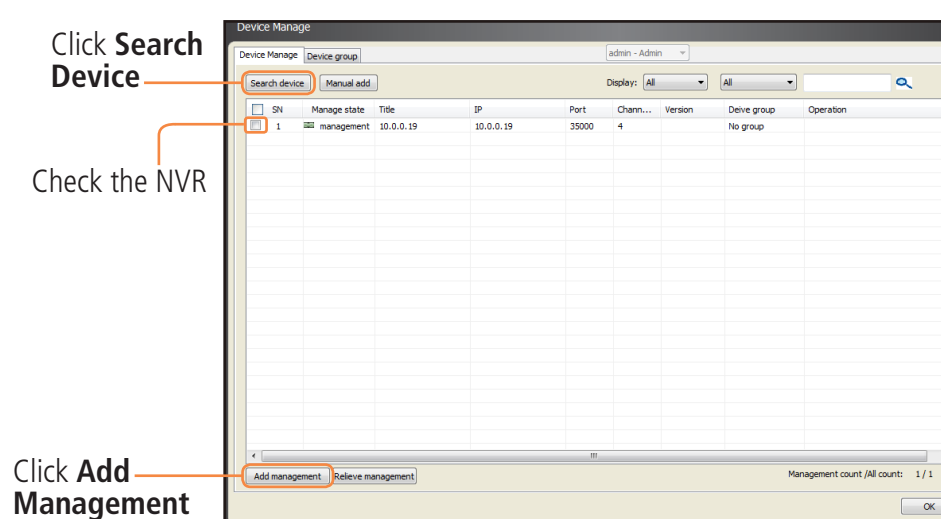 Click Search
Device
Check the NVR
Click Add
Management
Device Manage
Device Manage Device group admin - Admin
Search device Manual add Display: All All
SN Manage state Title IP Port Chann... Version Deive group Operation
1 management 10.0.0.19 10.0.0.19 35000 4 No group
Add management Relieve management Management count /All count: 1 / 1
OK